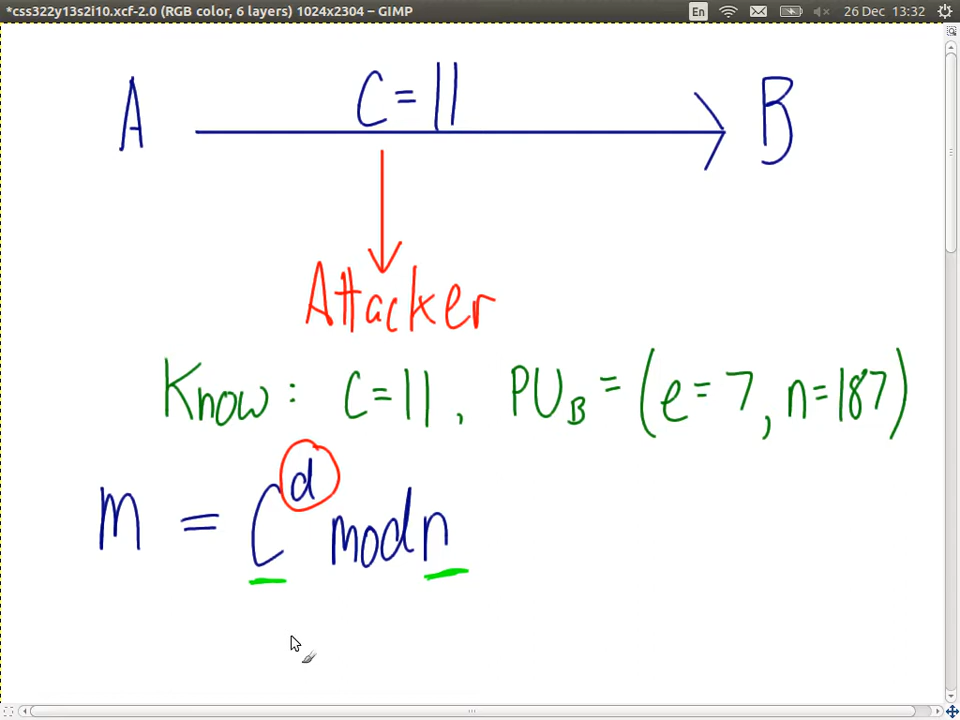 *css322y13s2i10.xcf-2.0 (RGB color, 6 layers) 1024x2304 – GIMP
En
26 Dec 13:32
A C = 11 B
Attacker
Know: C = 11, PU_B = (e = 7, n = 187)
M = C^d mod n